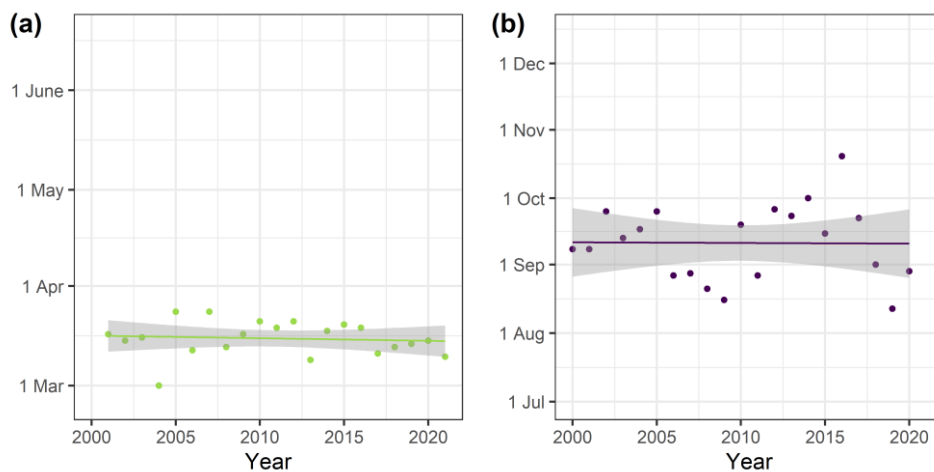 (a)
1 June
1 May
1 Apr
1 Mar
2000 2005 2010 2015 2020
Year
(b)
1 Dec
1 Nov
1 Oct
1 Sep
1 Aug
1 Jul
2000 2005 2010 2015 2020
Year